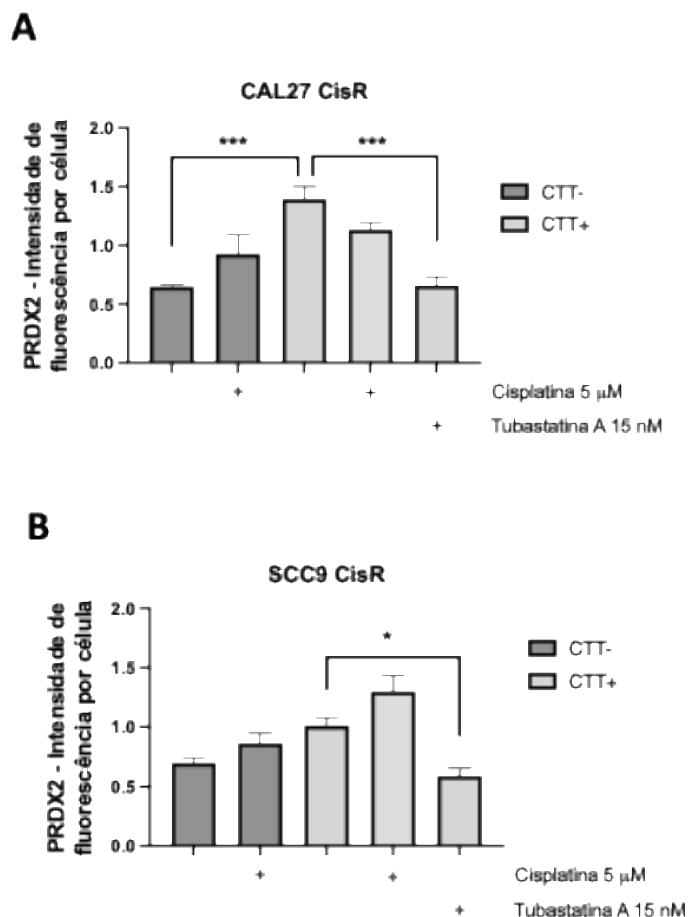 A
CAL27 CisR
PRDX2 - Intensidade de
fluorescência por célula
2.0
1.5
1.0
0.5
0.0
***
***
CTT-
CTT+
+ + Cisplatina 5 μM
+ Tubastatina A 15 nM
B
SCC9 CisR
PRDX2 - Intensidade de
fluorescência por célula
2.0
1.5
1.0
0.5
0.0
*
CTT-
CTT+
+ + Cisplatina 5 μM
+ Tubastatina A 15 nM